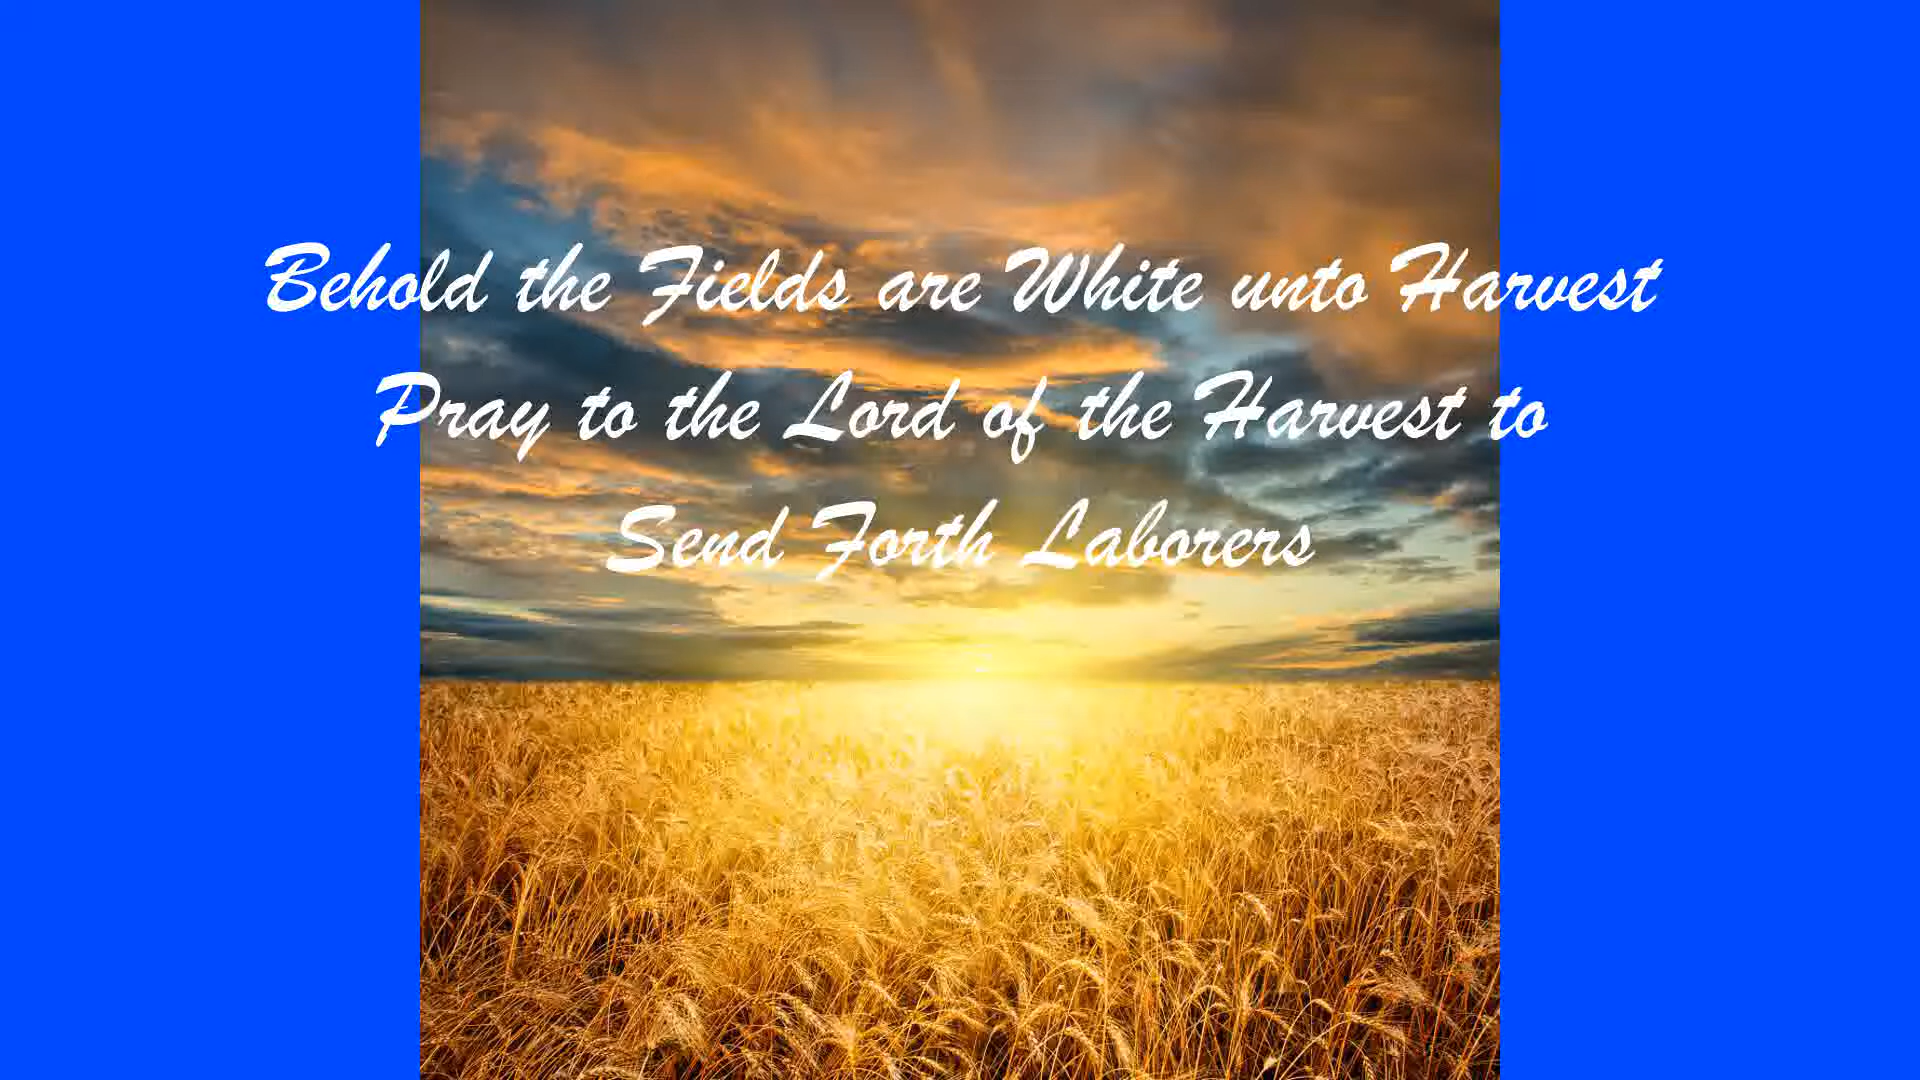 Behold the Fields are White unto Harvest
Pray to the Lord of the Harvest to
Send Forth Laborers